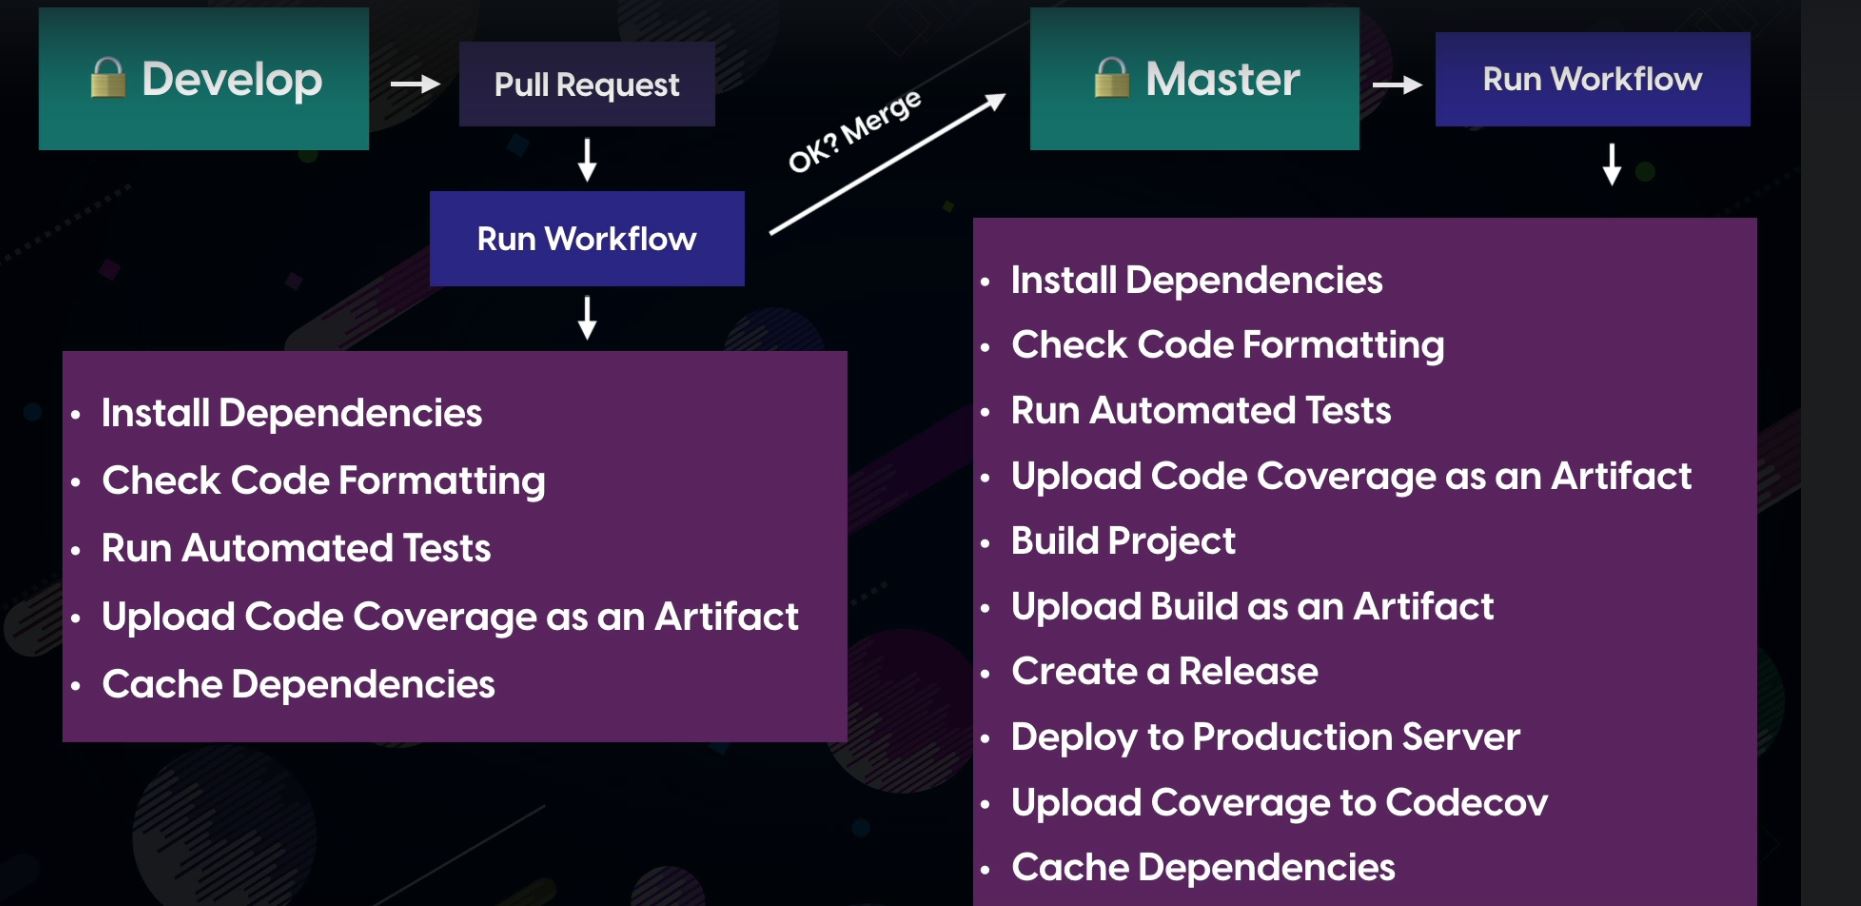 🔒 Develop
Pull Request
Run Workflow
• Install Dependencies
• Check Code Formatting
• Run Automated Tests
• Upload Code Coverage as an Artifact
• Cache Dependencies
OK? Merge
🔒 Master
Run Workflow
• Install Dependencies
• Check Code Formatting
• Run Automated Tests
• Upload Code Coverage as an Artifact
• Build Project
• Upload Build as an Artifact
• Create a Release
• Deploy to Production Server
• Upload Coverage to Codecov
• Cache Dependencies